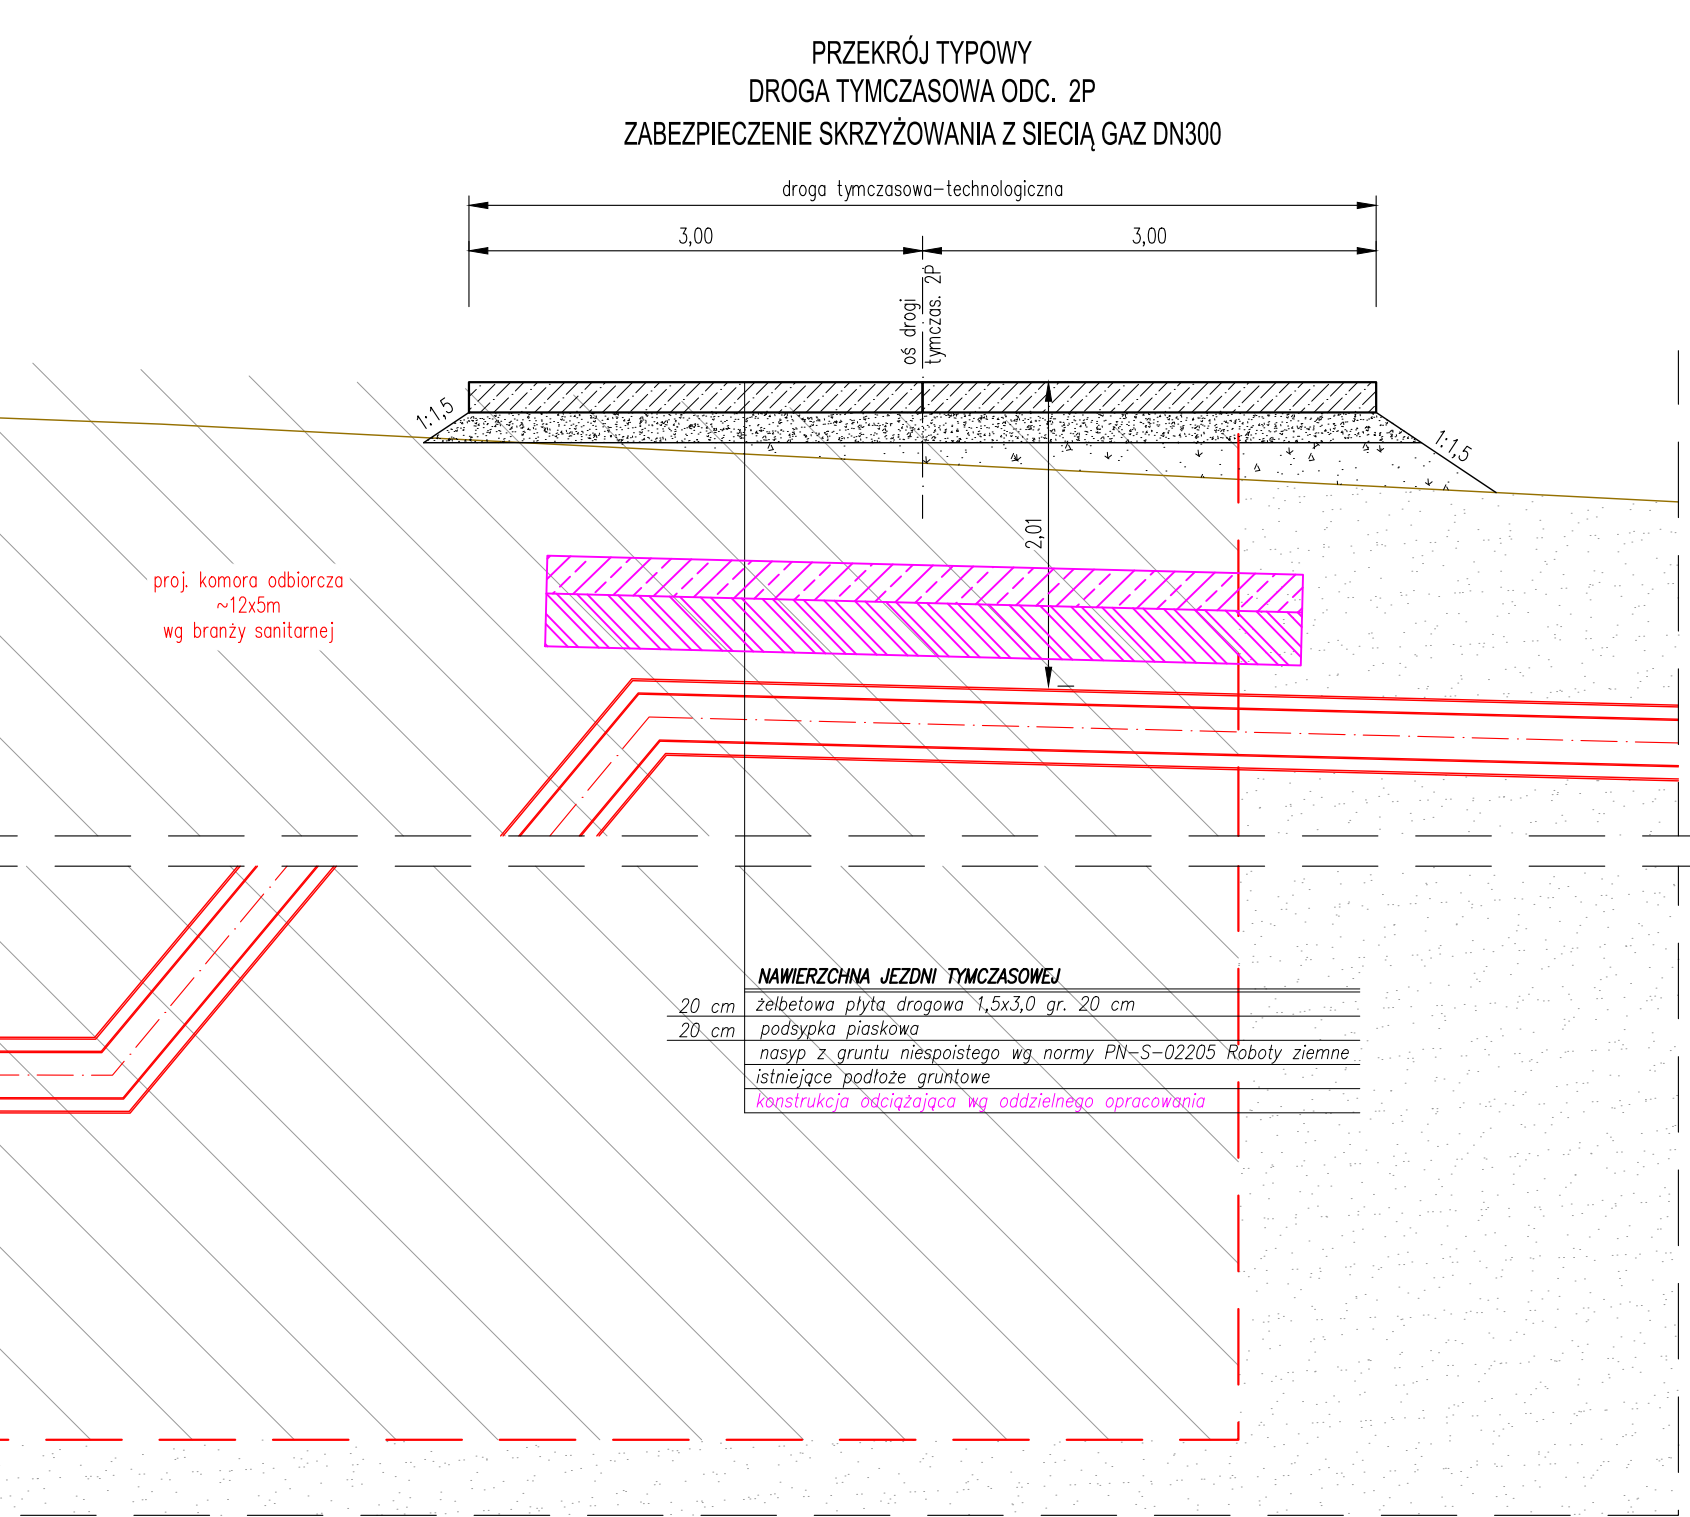 PRZEKRÓJ TYPOWY
DROGA TYMCZASOWA ODC. 2P
ZABEZPIECZENIE SKRZYŻOWANIA Z SIECIĄ GAZ DN300
droga tymczasowa-technologiczna
3,00
3,00
oś drogi
tymczas. 2P
1:1,5
1:1,5
2,01
proj. komora odbiorcza
~12x5m
wg branży sanitarnej
NAWIERZCHNA JEZDNI TYMCZASOWEJ
20 cm żelbetowa płyta drogowa 1,5x3,0 gr. 20 cm
20 cm podsypka piaskowa
nasyp z gruntu niespoistego wg normy PN-S-02205 Roboty ziemne
istniejące podłoże gruntowe
konstrukcja odciążająca wg oddzielnego opracowania